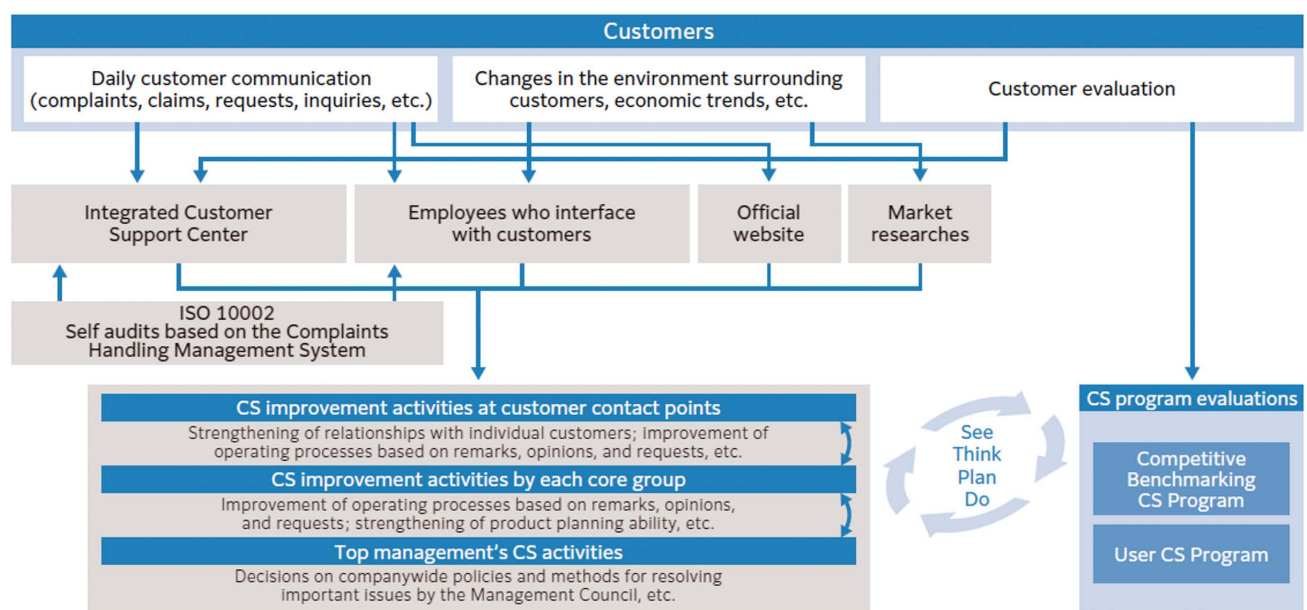 Customers
Daily customer communication
(complaints, claims, requests, inquiries, etc.)
Changes in the environment surrounding
customers, economic trends, etc.
Customer evaluation
Integrated Customer
Support Center
Employees who interface
with customers
Official
website
Market
researches
ISO 10002
Self audits based on the Complaints
Handling Management System
CS improvement activities at customer contact points
Strengthening of relationships with individual customers; improvement of
operating processes based on remarks, opinions, and requests, etc.
CS improvement activities by each core group
Improvement of operating processes based on remarks, opinions,
and requests; strengthening of product planning ability, etc.
Top management's CS activities
Decisions on companywide policies and methods for resolving
important issues by the Management Council, etc.
See
Think
Plan
Do
CS program evaluations
Competitive
Benchmarking
CS Program
User CS Program